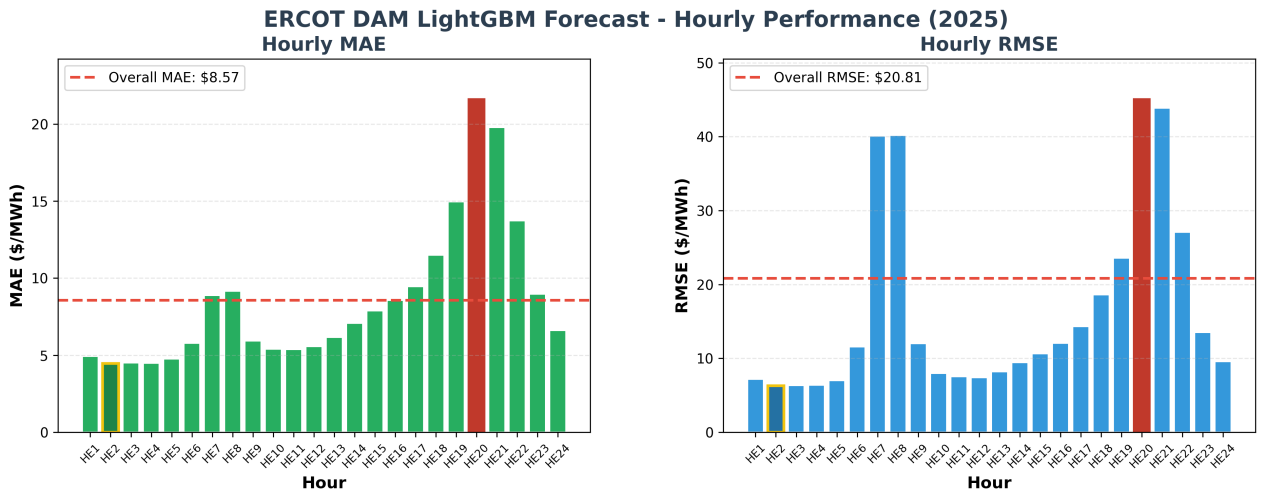 ERCOT DAM LightGBM Forecast - Hourly Performance (2025)
Hourly MAE
Overall MAE: $8.57
MAE ($/MWh)
20
15
10
5
0
HE1 HE2 HE3 HE4 HE5 HE6 HE7 HE8 HE9 HE10 HE11 HE12 HE13 HE14 HE15 HE16 HE17 HE18 HE19 HE20 HE21 HE22 HE23 HE24
Hour
Hourly RMSE
Overall RMSE: $20.81
RMSE ($/MWh)
50
40
30
20
10
0
HE1 HE2 HE3 HE4 HE5 HE6 HE7 HE8 HE9 HE10 HE11 HE12 HE13 HE14 HE15 HE16 HE17 HE18 HE19 HE20 HE21 HE22 HE23 HE24
Hour